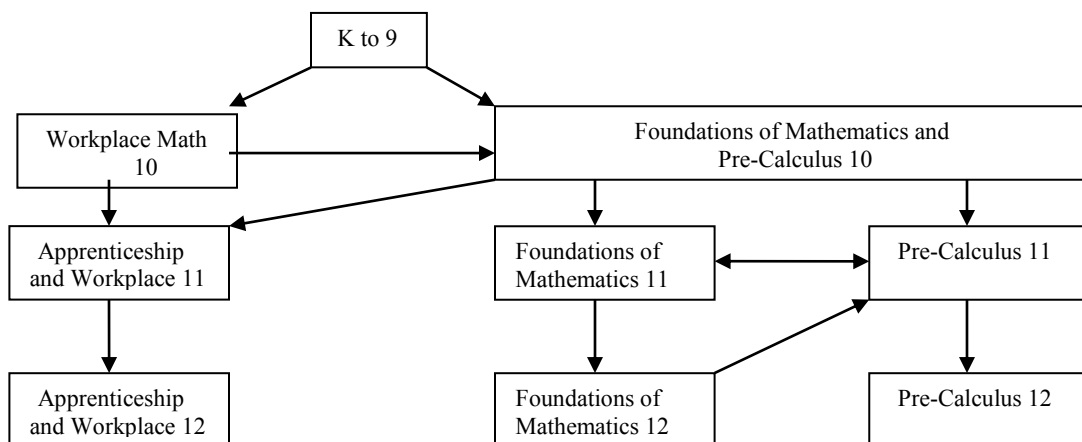 K to 9
Workplace Math
10
Foundations of Mathematics and
Pre-Calculus 10
Apprenticeship
and Workplace 11
Foundations of
Mathematics 11
Pre-Calculus 11
Apprenticeship
and Workplace 12
Foundations of
Mathematics 12
Pre-Calculus 12